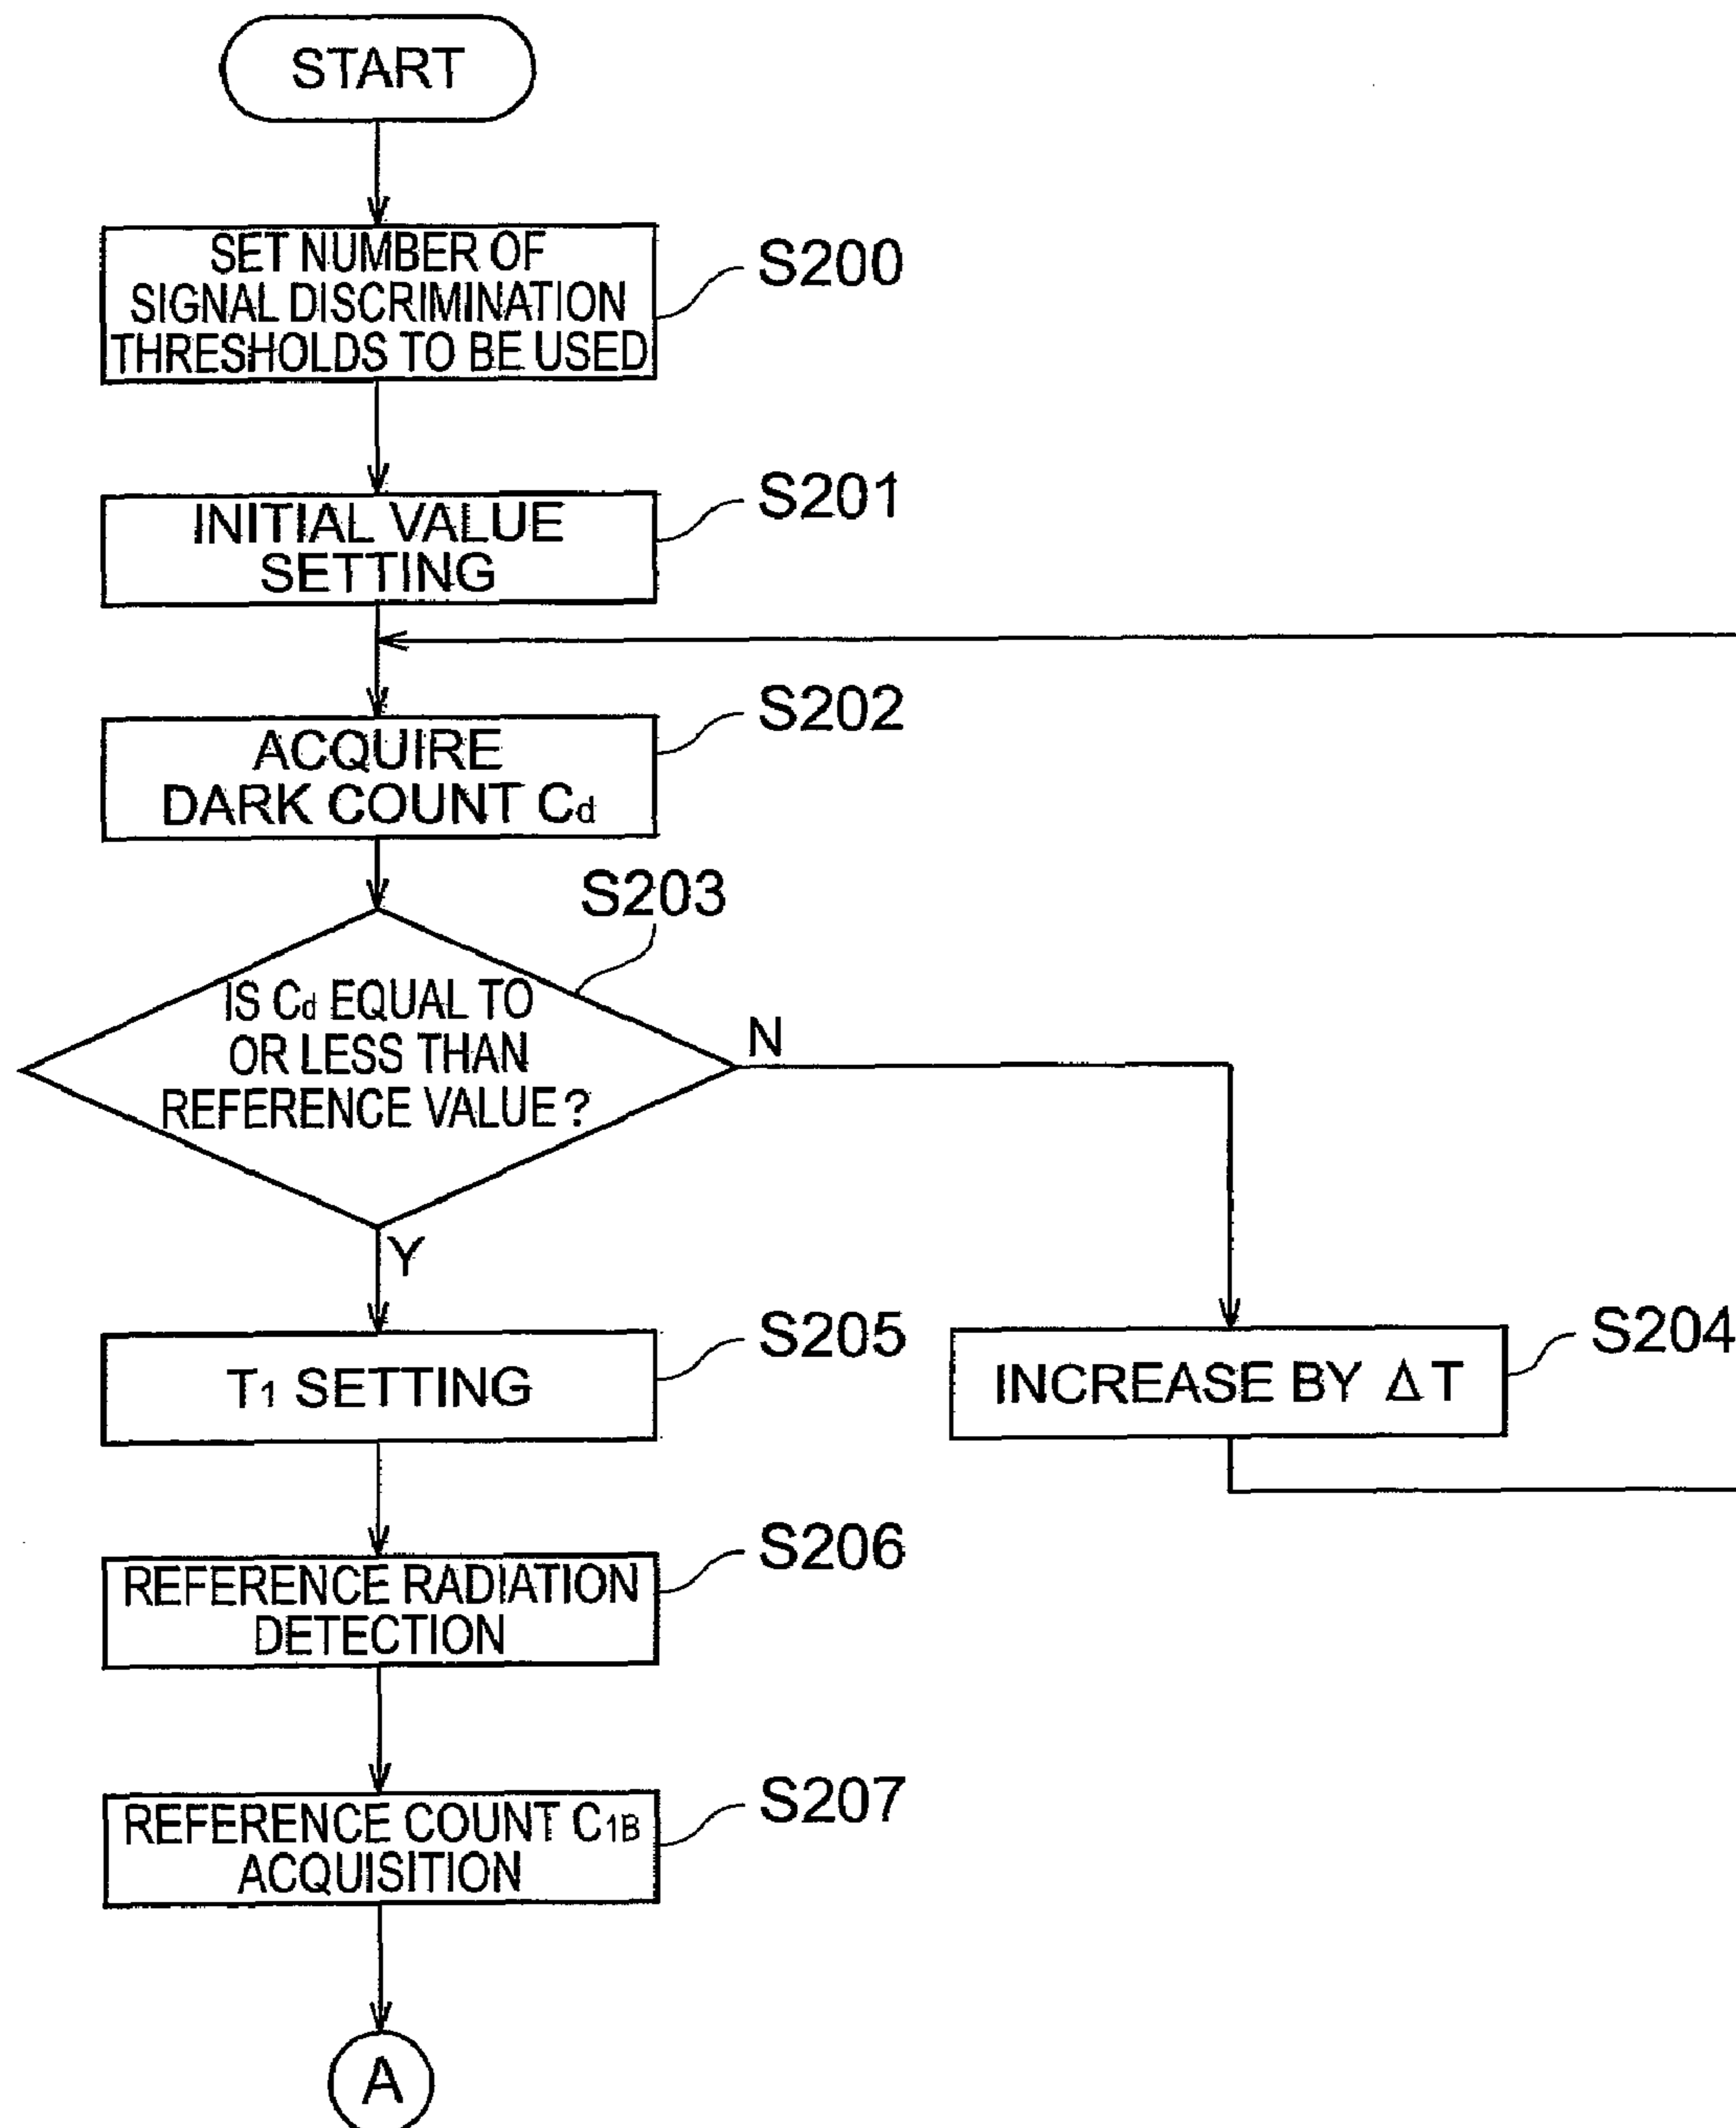 START
SET NUMBER OF
SIGNAL DISCRIMINATION
THRESHOLDS TO BE USED
S200
INITIAL VALUE
SETTING
S201
ACQUIRE
DARK COUNT Cd
S202
S203
IS Cd EQUAL TO
OR LESS THAN
REFERENCE VALUE?
N
Y
T1 SETTING
S205
INCREASE BY ΔT
S204
REFERENCE RADIATION
DETECTION
S206
REFERENCE COUNT C1B
ACQUISITION
S207
A